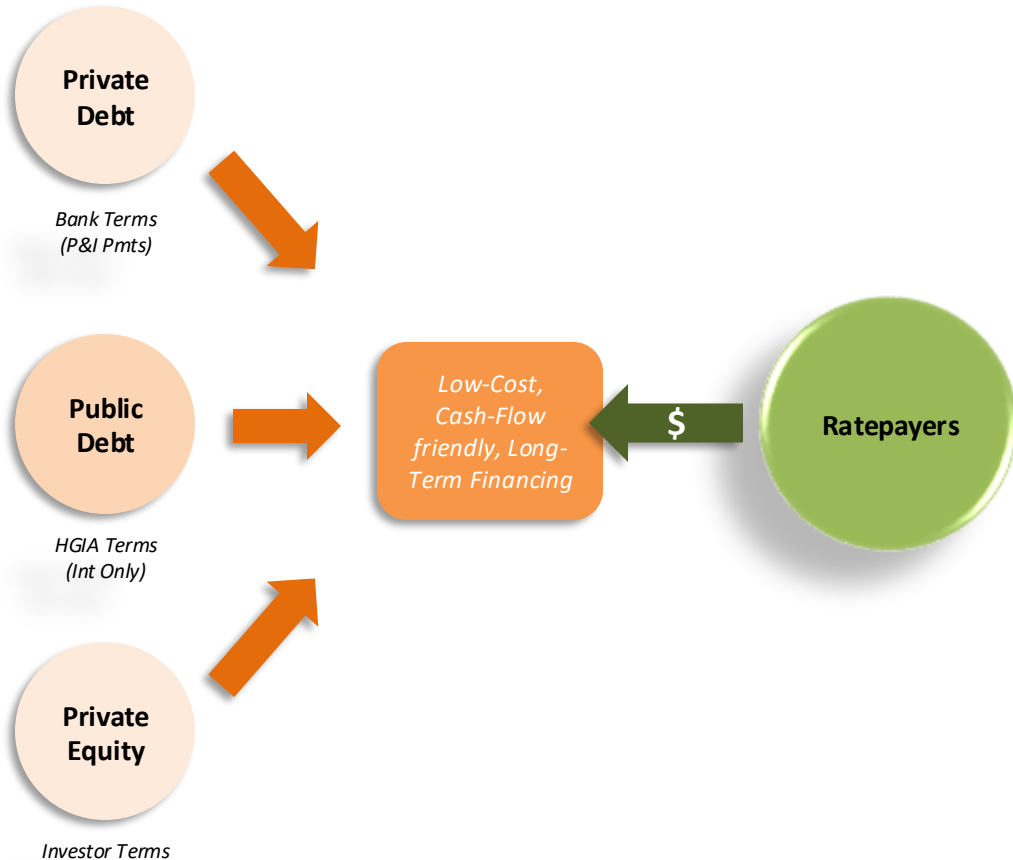 Private
Debt
Bank Terms
(P&I Pmts)
Public
Debt
HGIA Terms
(Int Only)
Private
Equity
Investor Terms
Low-Cost,
Cash-Flow
friendly, Long-
Term Financing
$
Ratepayers